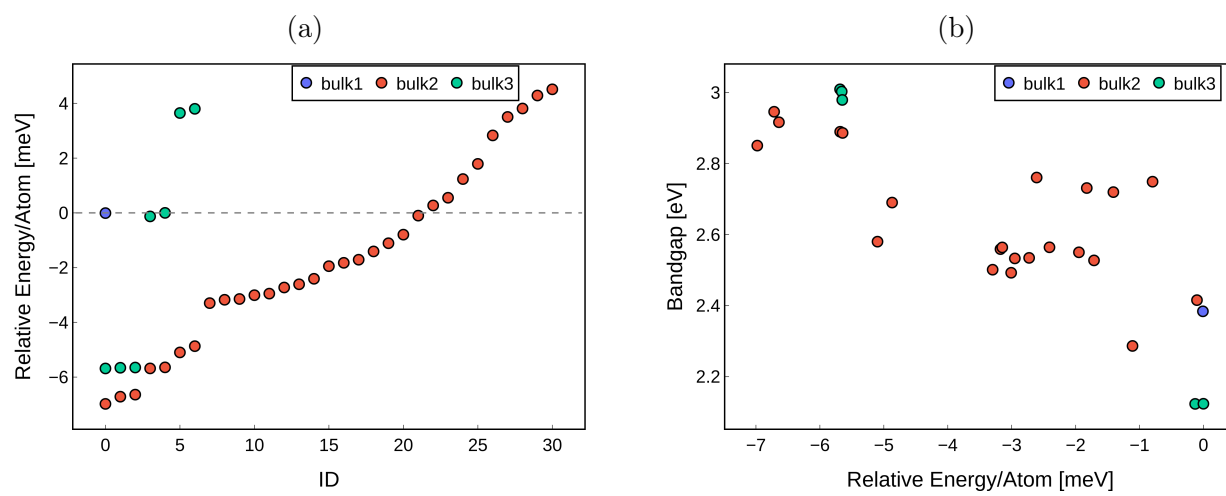 (a)
(b)
bulk1 bulk2 bulk3
Relative Energy/Atom [meV]
4
2
0
−2
−4
−6
0 5 10 15 20 25 30
ID
bulk1 bulk2 bulk3
Bandgap [eV]
3
2.8
2.6
2.4
2.2
−7 −6 −5 −4 −3 −2 −1 0
Relative Energy/Atom [meV]